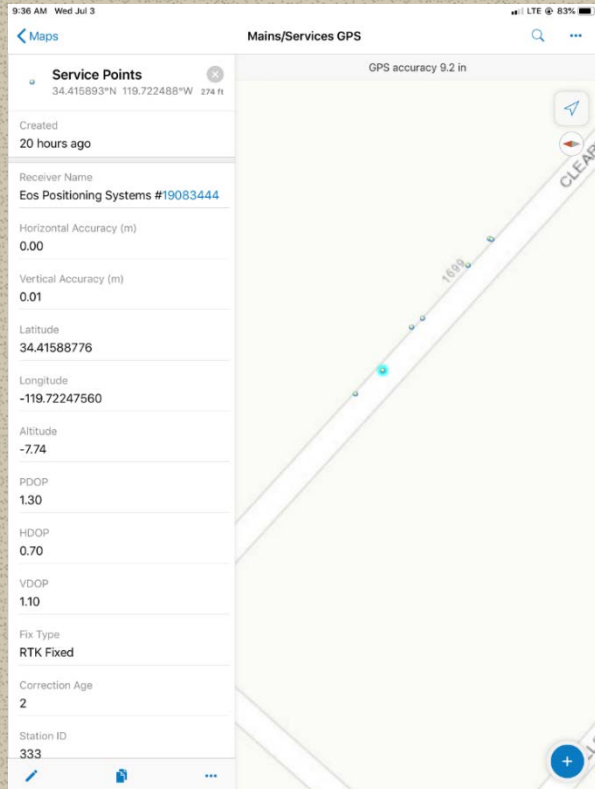 9:36 AM Wed Jul 3
LTE 83%
Maps
Mains/Services GPS
Service Points
34.415893°N 119.722488°W 274 ft
GPS accuracy 9.2 in
Created
20 hours ago
Receiver Name
Eos Positioning Systems #19083444
Horizontal Accuracy (m)
0.00
Vertical Accuracy (m)
0.01
Latitude
34.41588776
Longitude
-119.72247560
Altitude
-7.74
PDOP
1.30
HDOP
0.70
VDOP
1.10
Fix Type
RTK Fixed
Correction Age
2
Station ID
333
CLEAR
1699